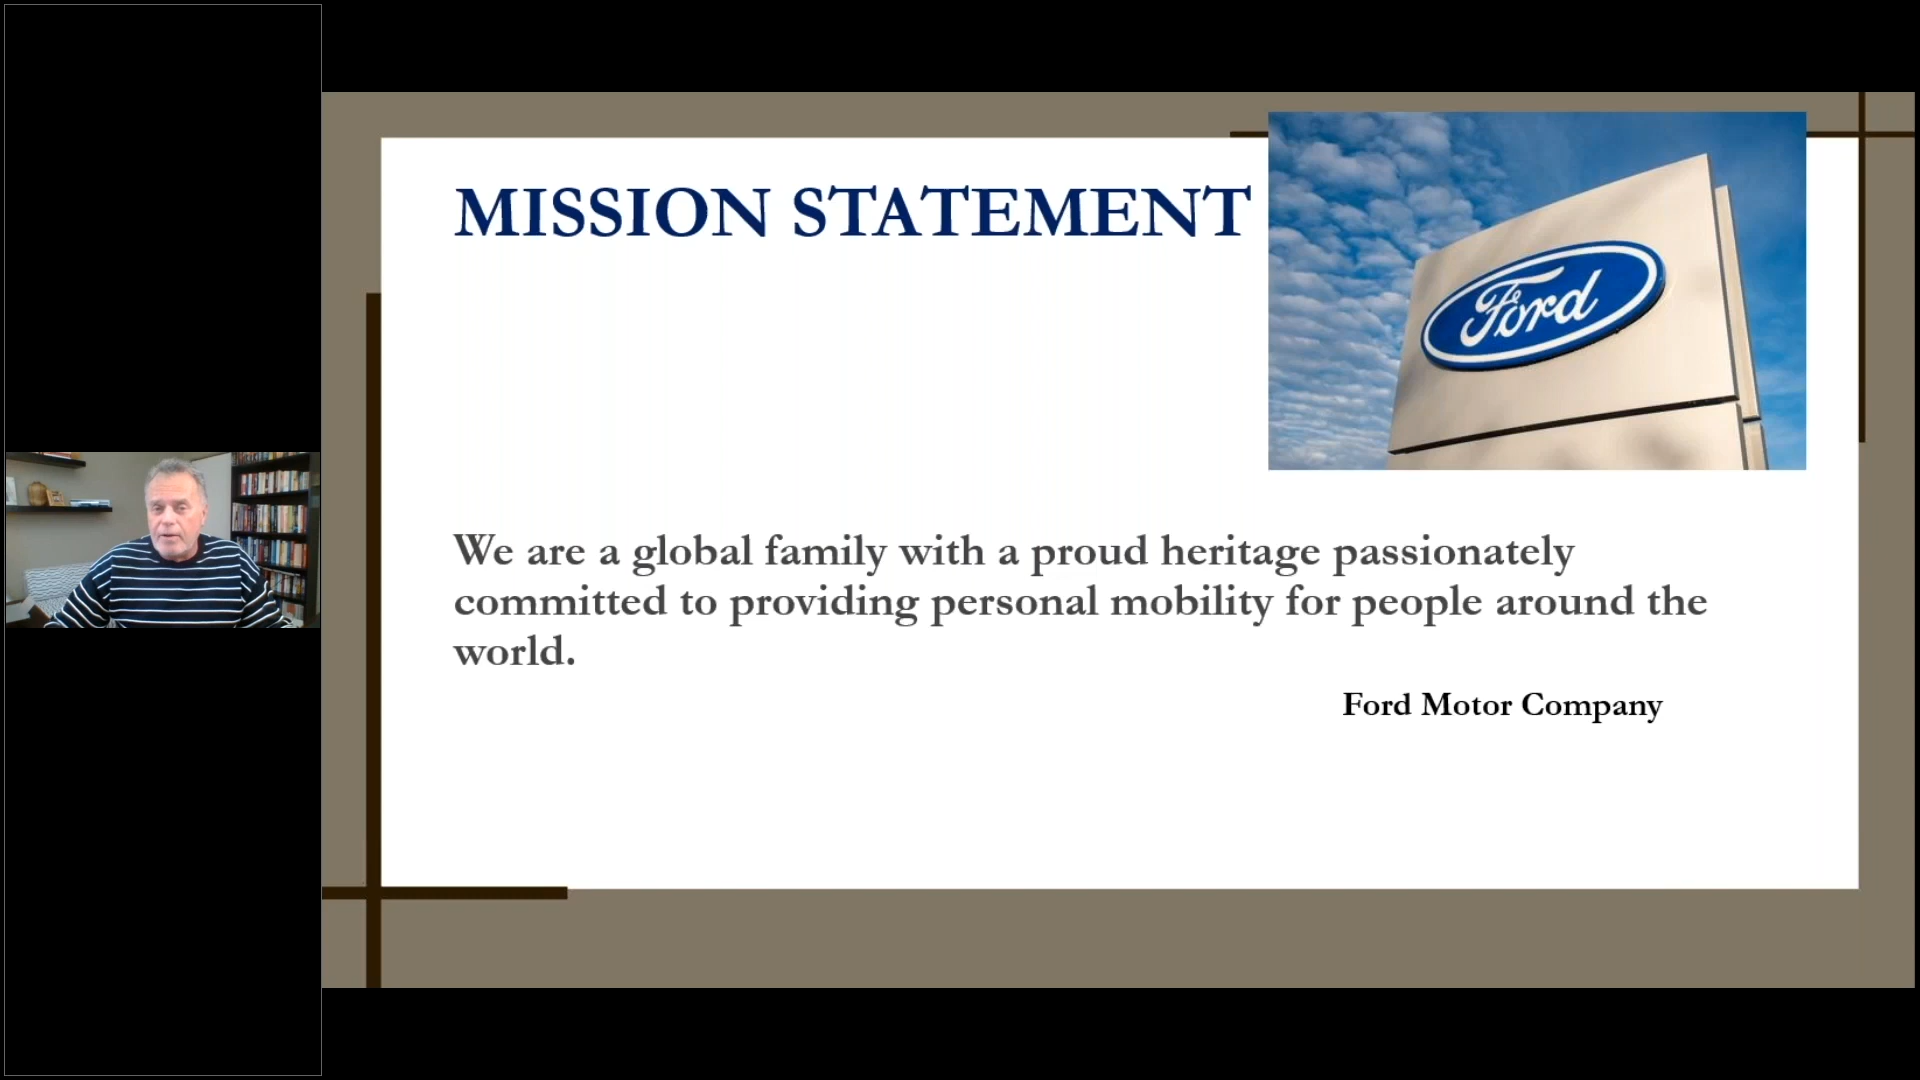 MISSION STATEMENT
Ford
We are a global family with a proud heritage passionately
committed to providing personal mobility for people around the
world.
Ford Motor Company